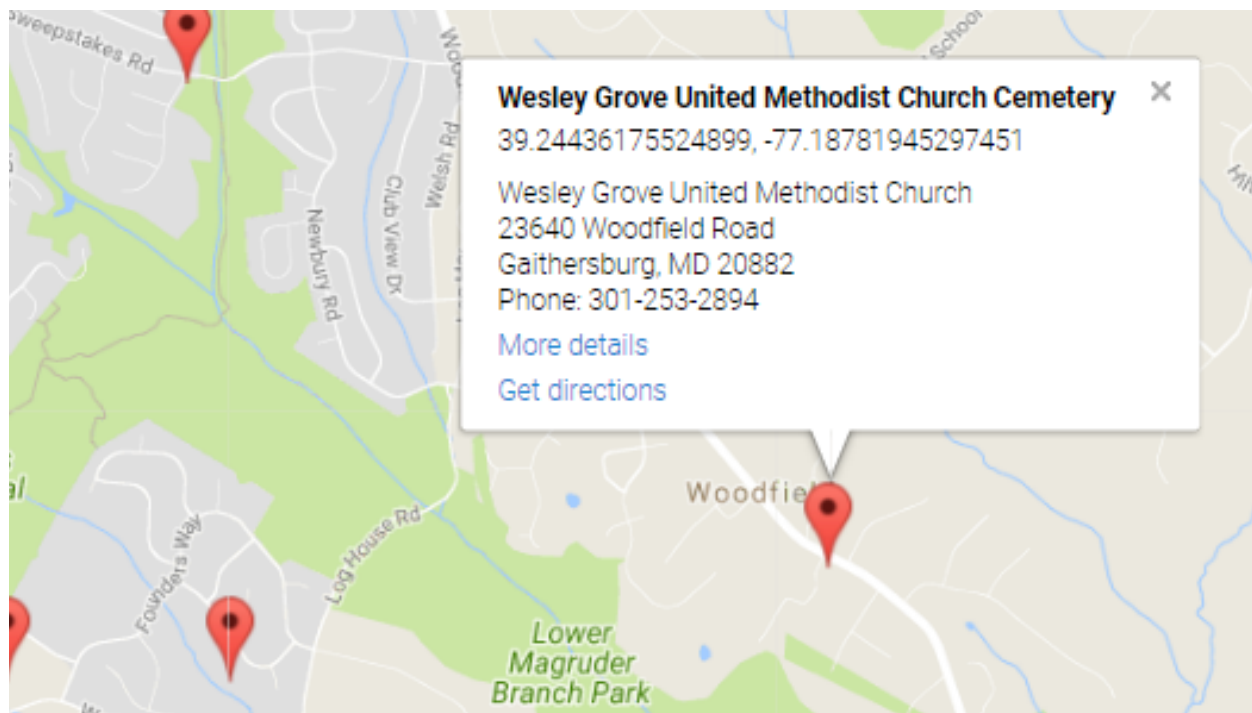 Sweepstakes Rd
Welsh Rd
Club View Dr
Newbury Rd
School
Wesley Grove United Methodist Church Cemetery
×
39.24436175524899, -77.18781945297451
Wesley Grove United Methodist Church
23640 Woodfield Road
Gaithersburg, MD 20882
Phone: 301-253-2894
More details
Get directions
Log House Rd
Founders Way
Lower
Magruder
Branch Park